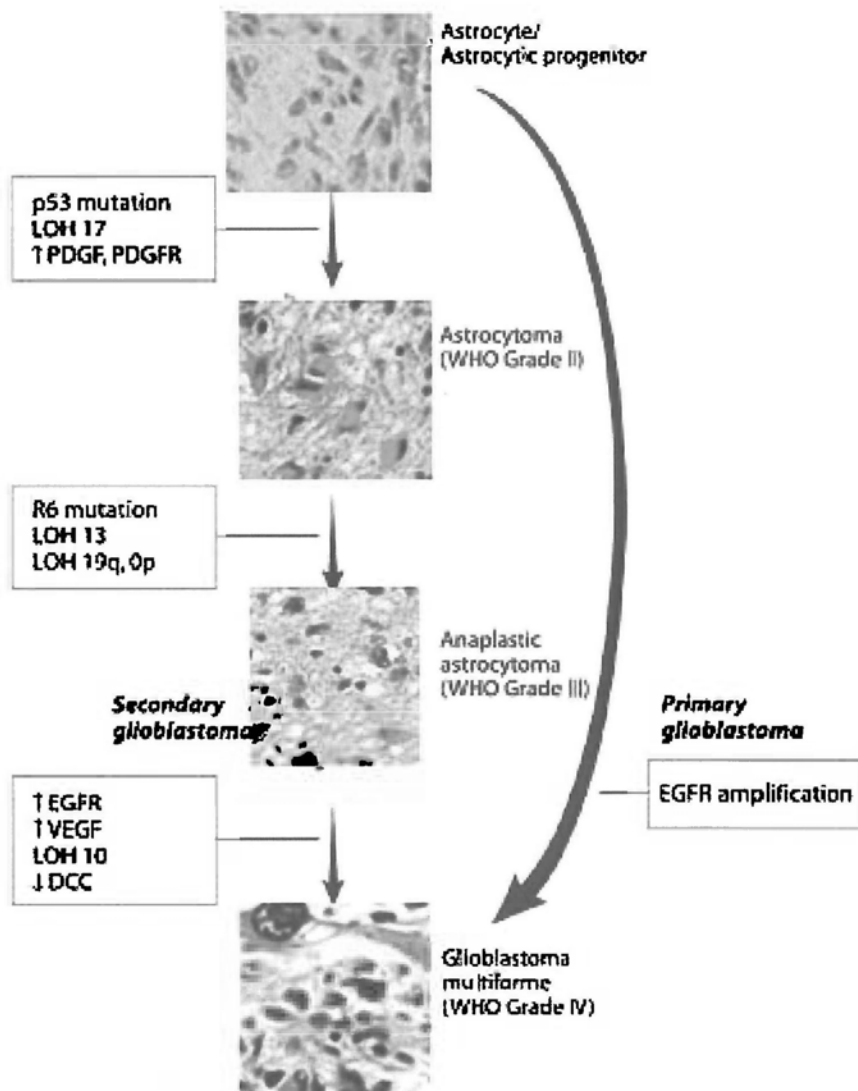 Astrocyte/
Astrocytic progenitor
p53 mutation
LOH 17
↑PDGF, PDGFR
Astrocytoma
(WHO Grade II)
R6 mutation
LOH 13
LOH 19q, 0p
Anaplastic
astrocytoma
(WHO Grade III)
Secondary
glioblastoma
Primary
glioblastoma
EGFR amplification
↑EGFR
↑VEGF
LOH 10
↓DCC
Glioblastoma
multiforme
(WHO Grade IV)